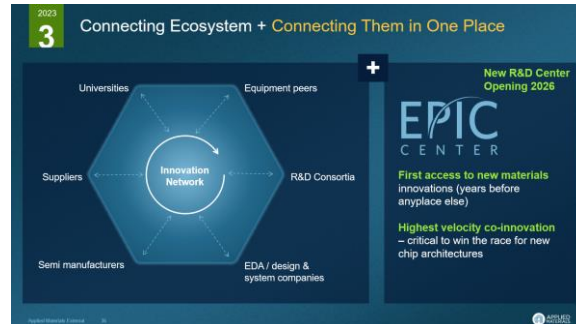 2023
3
Connecting Ecosystem + Connecting Them in One Place
Universities
Equipment peers
Suppliers
Innovation
Network
R&D Consortia
Semi manufacturers
EDA / design &
system companies
+
New R&D Center
Opening 2026
EPIC
CENTER
First access to new materials
innovations (years before
anyplace else)
Highest velocity co-innovation
– critical to win the race for new
chip architectures
Applied Materials External
APPLIED
MATERIALS